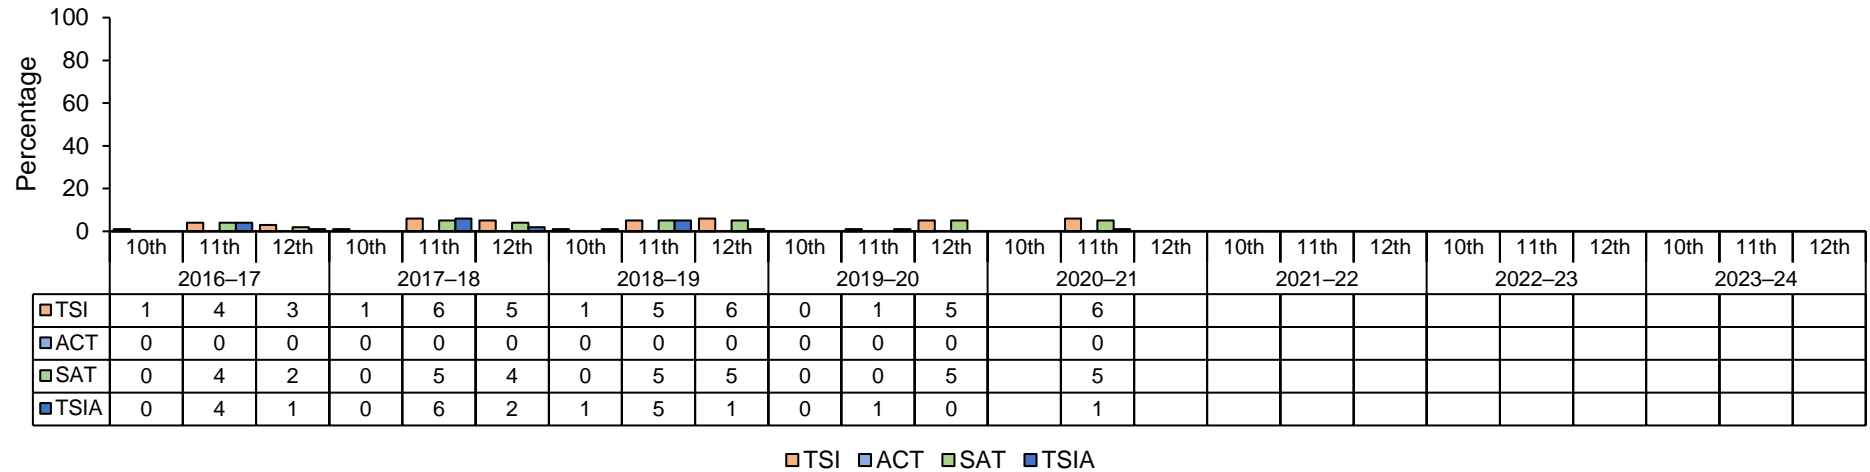 100
80
60
40
20
0
Percentage
10th 11th 12th 10th 11th 12th 10th 11th 12th 10th 11th 12th 10th 11th 12th 10th 11th 12th 10th 11th 12th 10th 11th 12th
2016–17 2017–18 2018–19 2019–20 2020–21 2021–22 2022–23 2023–24
TSI 1 4 3 1 6 5 1 5 6 0 1 5 6
ACT 0 0 0 0 0 0 0 0 0 0 0 0 0
SAT 0 4 2 0 5 4 0 5 5 0 0 5 5
TSIA 0 4 1 0 6 2 1 5 1 0 1 0 1
TSI ACT SAT TSIA